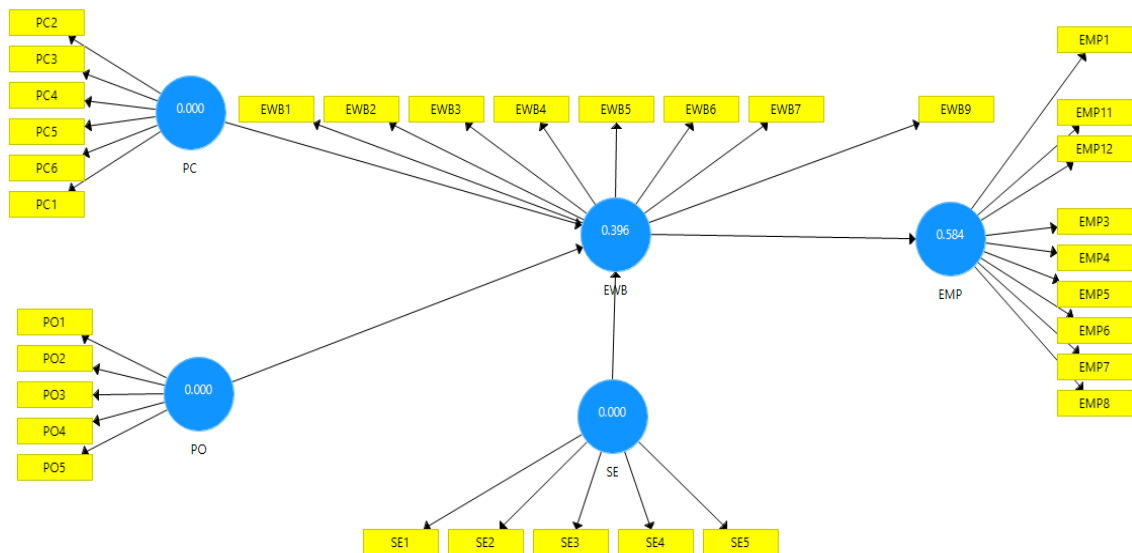 PC2
PC3
PC4
PC5
PC6
PC1
0.000
PC
EWB1
EWB2
EWB3
EWB4
EWB5
EWB6
EWB7
EWB9
0.396
EWB
EMP1
EMP11
EMP12
EMP3
EMP4
EMP5
EMP6
EMP7
EMP8
0.584
EMP
PO1
PO2
PO3
PO4
PO5
0.000
PO
0.000
SE
SE1
SE2
SE3
SE4
SE5